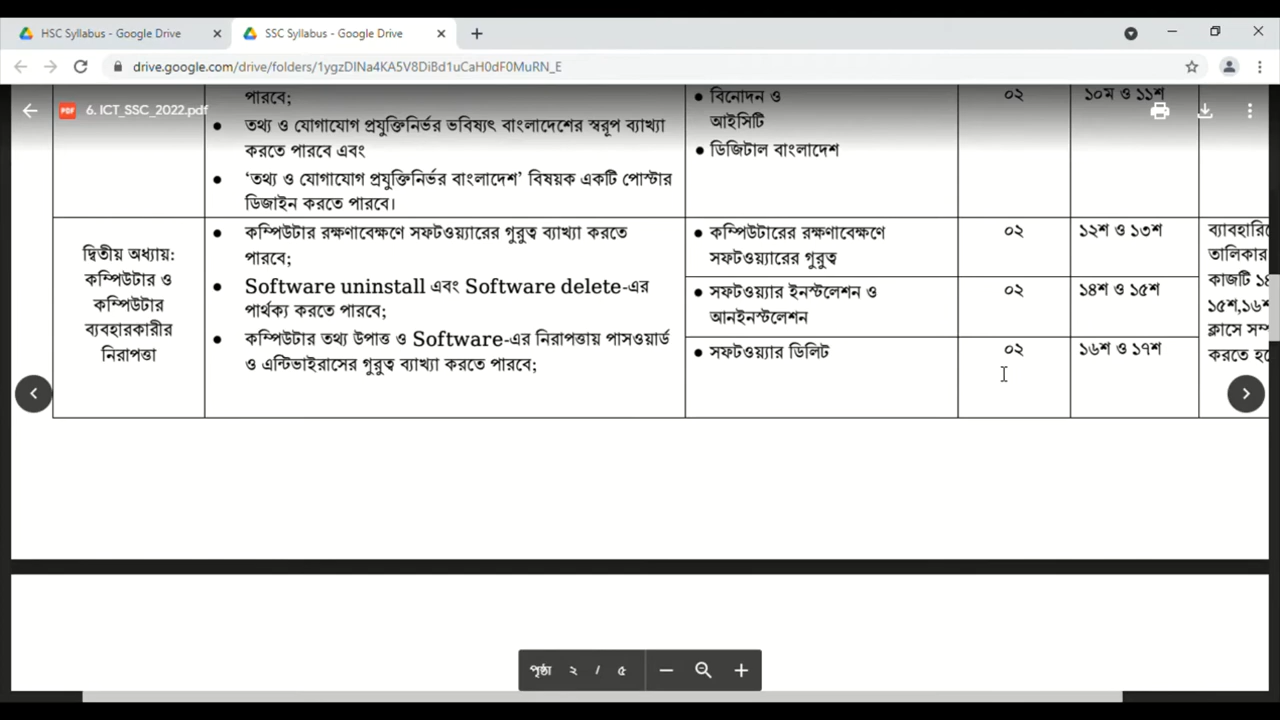 HSC Syllabus - Google Drive
SSC Syllabus - Google Drive
drive.google.com/drive/folders/1ygzDINa4KA5V8DiBd1uCaH0dF0MuRN_E
PDF 6. ICT_SSC_2022.pdf
পারবে;
• তথ্য ও যোগাযোগ প্রযুক্তিনির্ভর ভবিষ্যৎ বাংলাদেশের স্বরূপ ব্যাখ্যা
করতে পারবে এবং
• ‘তথ্য ও যোগাযোগ প্রযুক্তিনির্ভর বাংলাদেশ’ বিষয়ক একটি পোস্টার
ডিজাইন করতে পারবে।
• বিনোদন ও
আইসিটি
• ডিজিটাল বাংলাদেশ
০২
১০ম ও ১১শ
দ্বিতীয় অধ্যায়:
কম্পিউটার ও
কম্পিউটার
ব্যবহারকারীর
নিরাপত্তা
• কম্পিউটার রক্ষণাবেক্ষণে সফটওয়্যারের গুরুত্ব ব্যাখ্যা করতে
পারবে;
• Software uninstall এবং Software delete-এর
পার্থক্য করতে পারবে;
• কম্পিউটার তথ্য উপাত্ত ও Software-এর নিরাপত্তায় পাসওয়ার্ড
ও এন্টিভাইরাসের গুরুত্ব ব্যাখ্যা করতে পারবে;
• কম্পিউটারের রক্ষণাবেক্ষণে
সফটওয়্যারের গুরুত্ব
০২
১২শ ও ১৩শ
• সফটওয়্যার ইনস্টলেশন ও
আনইনস্টলেশন
০২
১৪শ ও ১৫শ
• সফটওয়্যার ডিলিট
০২
১৬শ ও ১৭শ
তালিকার
কাজটি
১৫শ,১৬শ
ক্লাসে
করতে
পৃষ্ঠা ২ / ৫